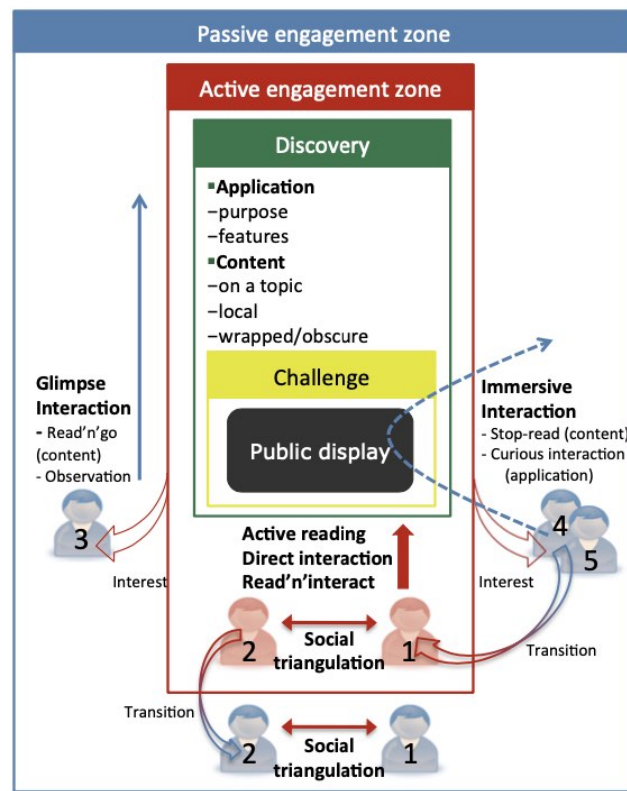 Passive engagement zone
Active engagement zone
Discovery
▪Application
–purpose
–features
▪Content
–on a topic
–local
–wrapped/obscure
Challenge
Public display
Glimpse
Interaction
- Read'n'go
(content)
- Observation
3
Interest
Immersive
Interaction
- Stop-read (content)
- Curious interaction
(application)
4
5
Interest
Active reading
Direct interaction
Read'n'interact
2
Social
triangulation
1
Transition
Transition
2
Social
triangulation
1